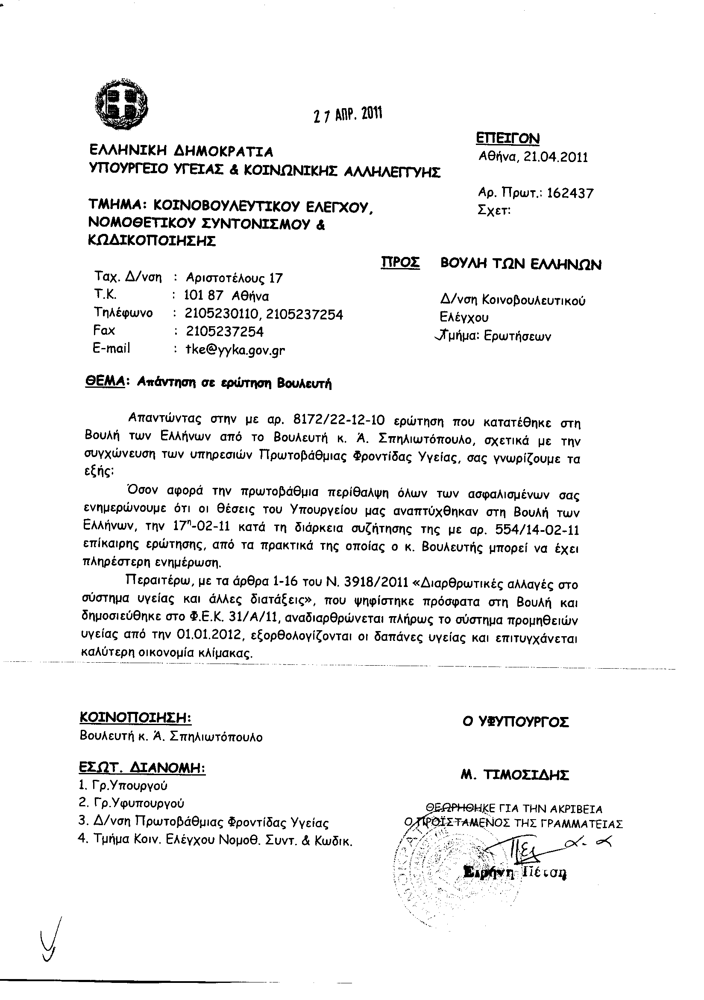 27 ΑΠΡ. 2011
ΕΠΕΙΓΟΝ
Αθήνα, 21.04.2011
ΕΛΛΗΝΙΚΗ ΔΗΜΟΚΡΑΤΙΑ
ΥΠΟΥΡΓΕΙΟ ΥΓΕΙΑΣ & ΚΟΙΝΩΝΙΚΗΣ ΑΛΛΗΛΕΓΓΥΗΣ
Αρ. Πρωτ.: 162437
Σχετ:
ΤΜΗΜΑ: ΚΟΙΝΟΒΟΥΛΕΥΤΙΚΟΥ ΕΛΕΓΧΟΥ,
ΝΟΜΟΘΕΤΙΚΟΥ ΣΥΝΤΟΝΙΣΜΟΥ &
ΚΩΔΙΚΟΠΟΙΗΣΗΣ
ΠΡΟΣ ΒΟΥΛΗ ΤΩΝ ΕΛΛΗΝΩΝ
Ταχ. Δ/νση : Αριστοτέλους 17
Τ.Κ. : 101 87 Αθήνα
Τηλέφωνο : 2105230110, 2105237254
Fax : 2105237254
E-mail : tke@yyka.gov.gr
Δ/νση Κοινοβουλευτικού
Ελέγχου
Τμήμα: Ερωτήσεων
ΘΕΜΑ: Απάντηση σε ερώτηση Βουλευτή
Απαντώντας στην με αρ. 8172/22-12-10 ερώτηση που κατατέθηκε στη
Βουλή των Ελλήνων από το Βουλευτή κ. Ά. Σπηλιωτόπουλο, σχετικά με την
συγχώνευση των υπηρεσιών Πρωτοβάθμιας Φροντίδας Υγείας, σας γνωρίζουμε τα
εξής:
Όσον αφορά την πρωτοβάθμια περίθαλψη όλων των ασφαλισμένων σας
ενημερώνουμε ότι οι θέσεις του Υπουργείου μας αναπτύχθηκαν στη Βουλή των
Ελλήνων, την 17η-02-11 κατά τη διάρκεια συζήτησης της με αρ. 554/14-02-11
επίκαιρης ερώτησης, από τα πρακτικά της οποίας ο κ. Βουλευτής μπορεί να έχει
πληρέστερη ενημέρωση.
Περαιτέρω, με τα άρθρα 1-16 του Ν. 3918/2011 «Διαρθρωτικές αλλαγές στο
σύστημα υγείας και άλλες διατάξεις», που ψηφίστηκε πρόσφατα στη Βουλή και
δημοσιεύθηκε στο Φ.Ε.Κ. 31/Α/11, αναδιαρθρώνεται πλήρως το σύστημα προμηθειών
υγείας από την 01.01.2012, εξορθολογίζονται οι δαπάνες υγείας και επιτυγχάνεται
καλύτερη οικονομία κλίμακας.
ΚΟΙΝΟΠΟΙΗΣΗ:
Βουλευτή κ. Ά. Σπηλιωτόπουλο
Ο ΥΦΥΠΟΥΡΓΟΣ
ΕΣΩΤ. ΔΙΑΝΟΜΗ:
1. Γρ.Υπουργού
2. Γρ.Υφυπουργού
3. Δ/νση Πρωτοβάθμιας Φροντίδας Υγείας
4. Τμήμα Κοιν. Ελέγχου Νομοθ. Συντ. & Κωδικ.
Μ. ΤΙΜΟΣΙΔΗΣ
ΘΕΩΡΗΘΗΚΕ ΓΙΑ ΤΗΝ ΑΚΡΙΒΕΙΑ
Ο ΠΡΟΪΣΤΑΜΕΝΟΣ ΤΗΣ ΓΡΑΜΜΑΤΕΙΑΣ
α. α
Ειρήνη Πέτση